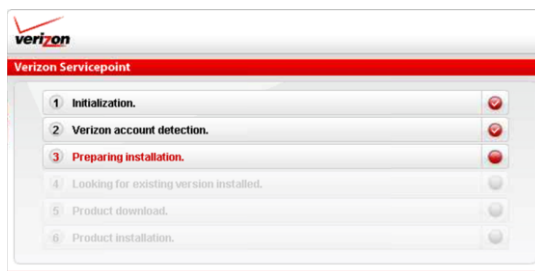 verizon
Verizon Servicepoint
1 Initialization.
2 Verizon account detection.
3 Preparing installation.
4 Looking for existing version installed.
5 Product download.
6 Product installation.